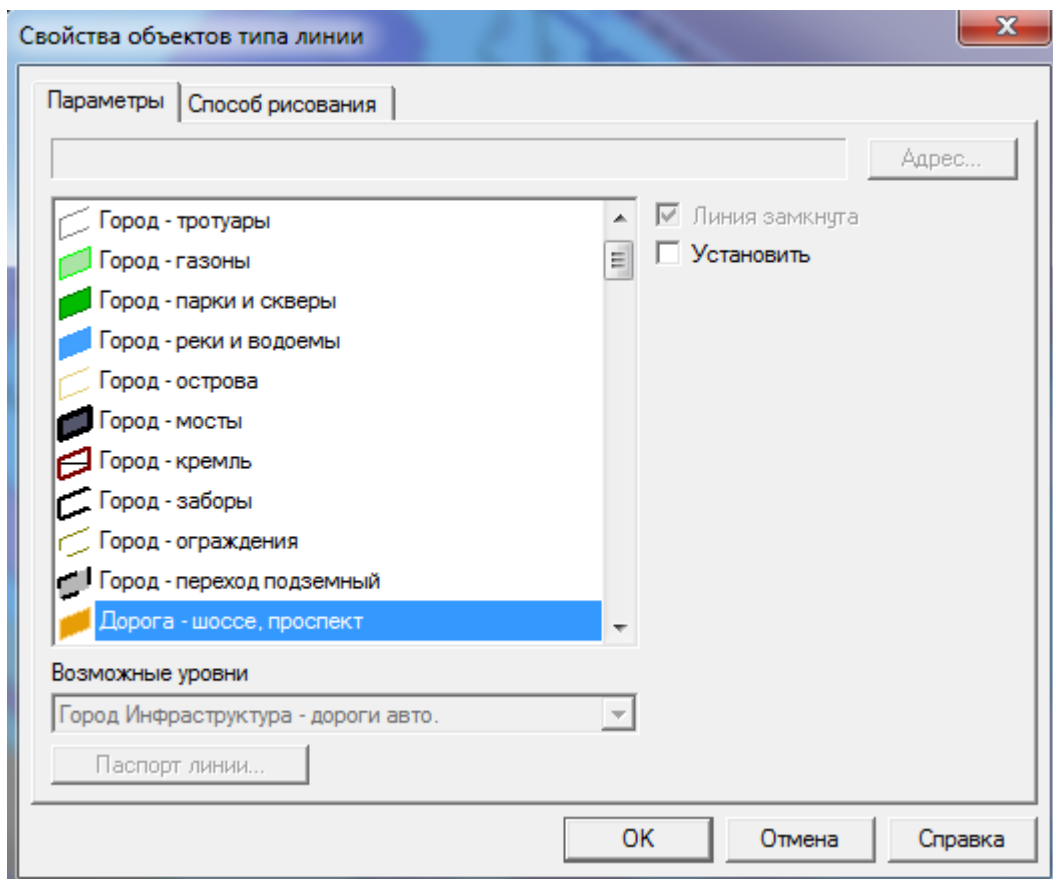 Свойства объектов типа линии
Параметры
Способ рисования
Адрес...
Город - тротуары
Город - газоны
Город - парки и скверы
Город - реки и водоемы
Город - острова
Город - мосты
Город - кремль
Город - заборы
Город - ограждения
Город - переход подземный
Дорога - шоссе, проспект
Линия замкнута
Установить
Возможные уровни
Город Инфраструктура - дороги авто.
Паспорт линии...
ОК
Отмена
Справка